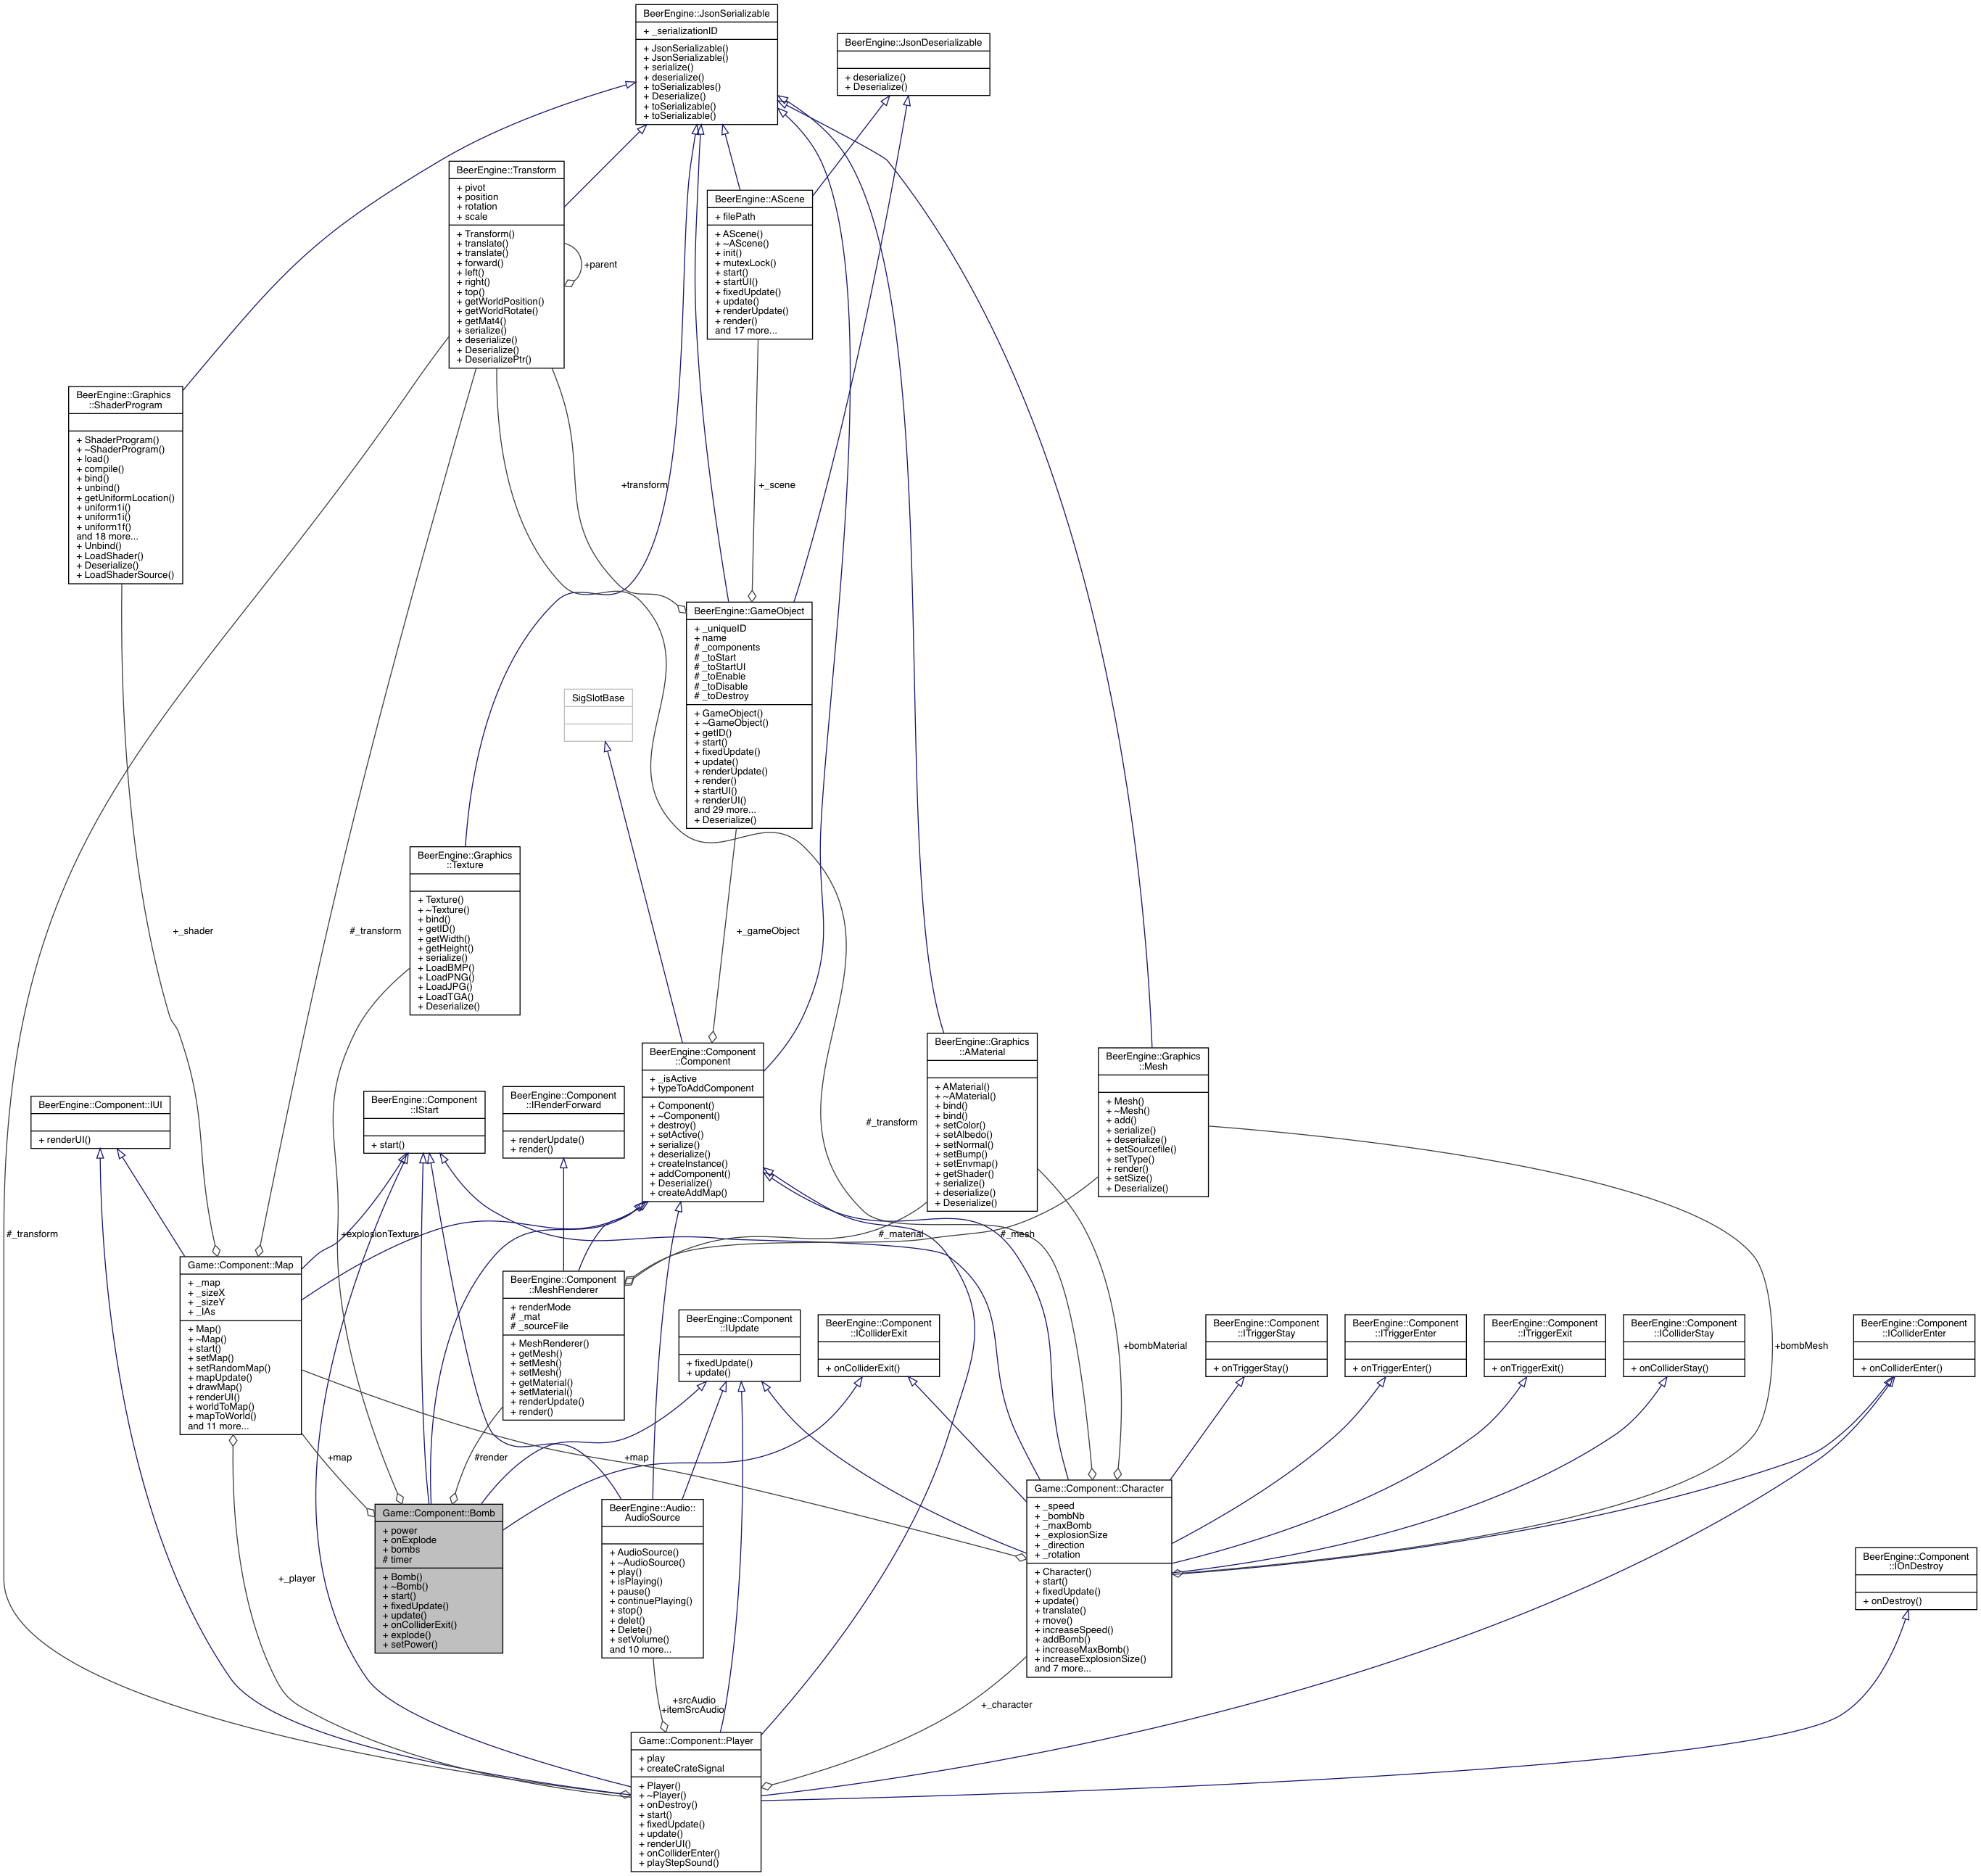 BeerEngine::JsonSerializable
+ _serializationID
+ JsonSerializable()
+ JsonSerializable()
+ serialize()
+ deserialize()
+ toSerializables()
+ Deserialize()
+ toSerializable()
+ toSerializable()
BeerEngine::JsonDeserializable
+ deserialize()
+ Deserialize()
BeerEngine::Transform
+ pivot
+ position
+ rotation
+ scale
+ Transform()
+ translate()
+ translate()
+ forward()
+ left()
+ right()
+ top()
+ getWorldPosition()
+ getWorldRotate()
+ getMat4()
+ serialize()
+ deserialize()
+ Deserialize()
+ DeserializePtr()
+parent
BeerEngine::AScene
+ filePath
+ AScene()
+ ~AScene()
+ init()
+ mutexLock()
+ start()
+ startUI()
+ fixedUpdate()
+ update()
+ renderUpdate()
+ render()
and 17 more...
BeerEngine::Graphics
::ShaderProgram
+ ShaderProgram()
+ ~ShaderProgram()
+ load()
+ compile()
+ bind()
+ unbind()
+ getUniformLocation()
+ uniform1i()
+ uniform1i()
+ uniform1f()
and 18 more...
+ Unbind()
+ LoadShader()
+ Deserialize()
+ LoadShaderSource()
+transform
+_scene
BeerEngine::GameObject
+ _uniqueID
+ name
# _components
# _toStart
# _toStartUI
# _toEnable
# _toDisable
# _toDestroy
+ GameObject()
+ ~GameObject()
+ getID()
+ start()
+ fixedUpdate()
+ update()
+ renderUpdate()
+ render()
+ startUI()
+ renderUI()
and 29 more...
+ Deserialize()
SigSlotBase
BeerEngine::Graphics
::Texture
+ Texture()
+ ~Texture()
+ bind()
+ getID()
+ getWidth()
+ getHeight()
+ serialize()
+ LoadBMP()
+ LoadPNG()
+ LoadJPG()
+ LoadTGA()
+ Deserialize()
+_shader
#_transform
+_gameObject
BeerEngine::Component
::Component
+ _isActive
+ typeToAddComponent
+ Component()
+ ~Component()
+ destroy()
+ setActive()
+ serialize()
+ deserialize()
+ createInstance()
+ addComponent()
+ Deserialize()
+ createAddMap()
BeerEngine::Graphics
::AMaterial
+ AMaterial()
+ ~AMaterial()
+ bind()
+ bind()
+ setColor()
+ setAlbedo()
+ setNormal()
+ setBump()
+ setEnvmap()
+ getShader()
+ serialize()
+ deserialize()
+ Deserialize()
BeerEngine::Graphics
::Mesh
+ Mesh()
+ ~Mesh()
+ add()
+ serialize()
+ deserialize()
+ setSourcefile()
+ setType()
+ render()
+ setSize()
+ Deserialize()
BeerEngine::Component::IUI
+ renderUI()
BeerEngine::Component
::IStart
+ start()
BeerEngine::Component
::IRenderForward
+ renderUpdate()
+ render()
#_transform
#_transform
+explosionTexture
#_material
#_mesh
Game::Component::Map
+ _map
+ _sizeX
+ _sizeY
+ _IAs
+ Map()
+ ~Map()
+ start()
+ setMap()
+ setRandomMap()
+ mapUpdate()
+ drawMap()
+ renderUI()
+ worldToMap()
+ mapToWorld()
and 11 more...
BeerEngine::Component
::MeshRenderer
+ renderMode
# _mat
# _sourceFile
+ MeshRenderer()
+ getMesh()
+ setMesh()
+ setMesh()
+ getMaterial()
+ setMaterial()
+ renderUpdate()
+ render()
BeerEngine::Component
::IUpdate
+ fixedUpdate()
+ update()
BeerEngine::Component
::IColliderExit
+ onColliderExit()
+bombMaterial
BeerEngine::Component
::ITriggerStay
+ onTriggerStay()
BeerEngine::Component
::ITriggerEnter
+ onTriggerEnter()
BeerEngine::Component
::ITriggerExit
+ onTriggerExit()
BeerEngine::Component
::IColliderStay
+ onColliderStay()
+bombMesh
BeerEngine::Component
::IColliderEnter
+ onColliderEnter()
+map
#render
+map
Game::Component::Bomb
+ power
+ onExplode
+ bombs
# timer
+ Bomb()
+ ~Bomb()
+ start()
+ fixedUpdate()
+ update()
+ onColliderExit()
+ explode()
+ setPower()
BeerEngine::Audio::
AudioSource
+ AudioSource()
+ ~AudioSource()
+ play()
+ isPlaying()
+ pause()
+ continuePlaying()
+ stop()
+ delet()
+ Delete()
+ setVolume()
and 10 more...
Game::Component::Character
+ _speed
+ _bombNb
+ _maxBomb
+ _explosionSize
+ _direction
+ _rotation
+ Character()
+ start()
+ fixedUpdate()
+ update()
+ translate()
+ move()
+ increaseSpeed()
+ addBomb()
+ increaseMaxBomb()
+ increaseExplosionSize()
and 7 more...
BeerEngine::Component
::IOnDestroy
+ onDestroy()
+_player
+srcAudio
+itemSrcAudio
+_character
Game::Component::Player
+ play
+ createCrateSignal
+ Player()
+ ~Player()
+ onDestroy()
+ start()
+ fixedUpdate()
+ update()
+ renderUI()
+ onColliderEnter()
+ playStepSound()